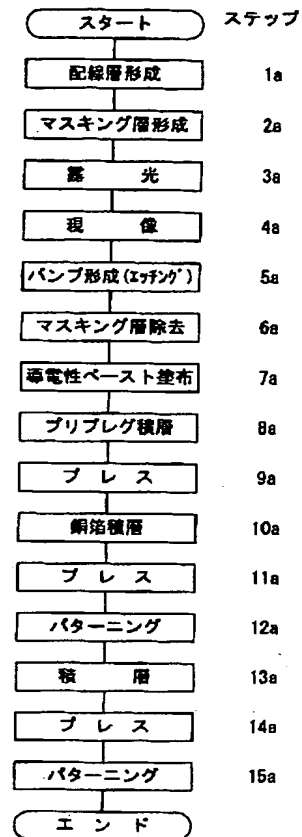 スタート ステップ
配線層形成 1a
マスキング層形成 2a
露光 3a
現像 4a
バンプ形成(エッチング) 5a
マスキング層除去 6a
導電性ペースト塗布 7a
プリプレグ積層 8a
プレス 9a
銅箔積層 10a
プレス 11a
パターニング 12a
積層 13a
プレス 14a
パターニング 15a
エンド